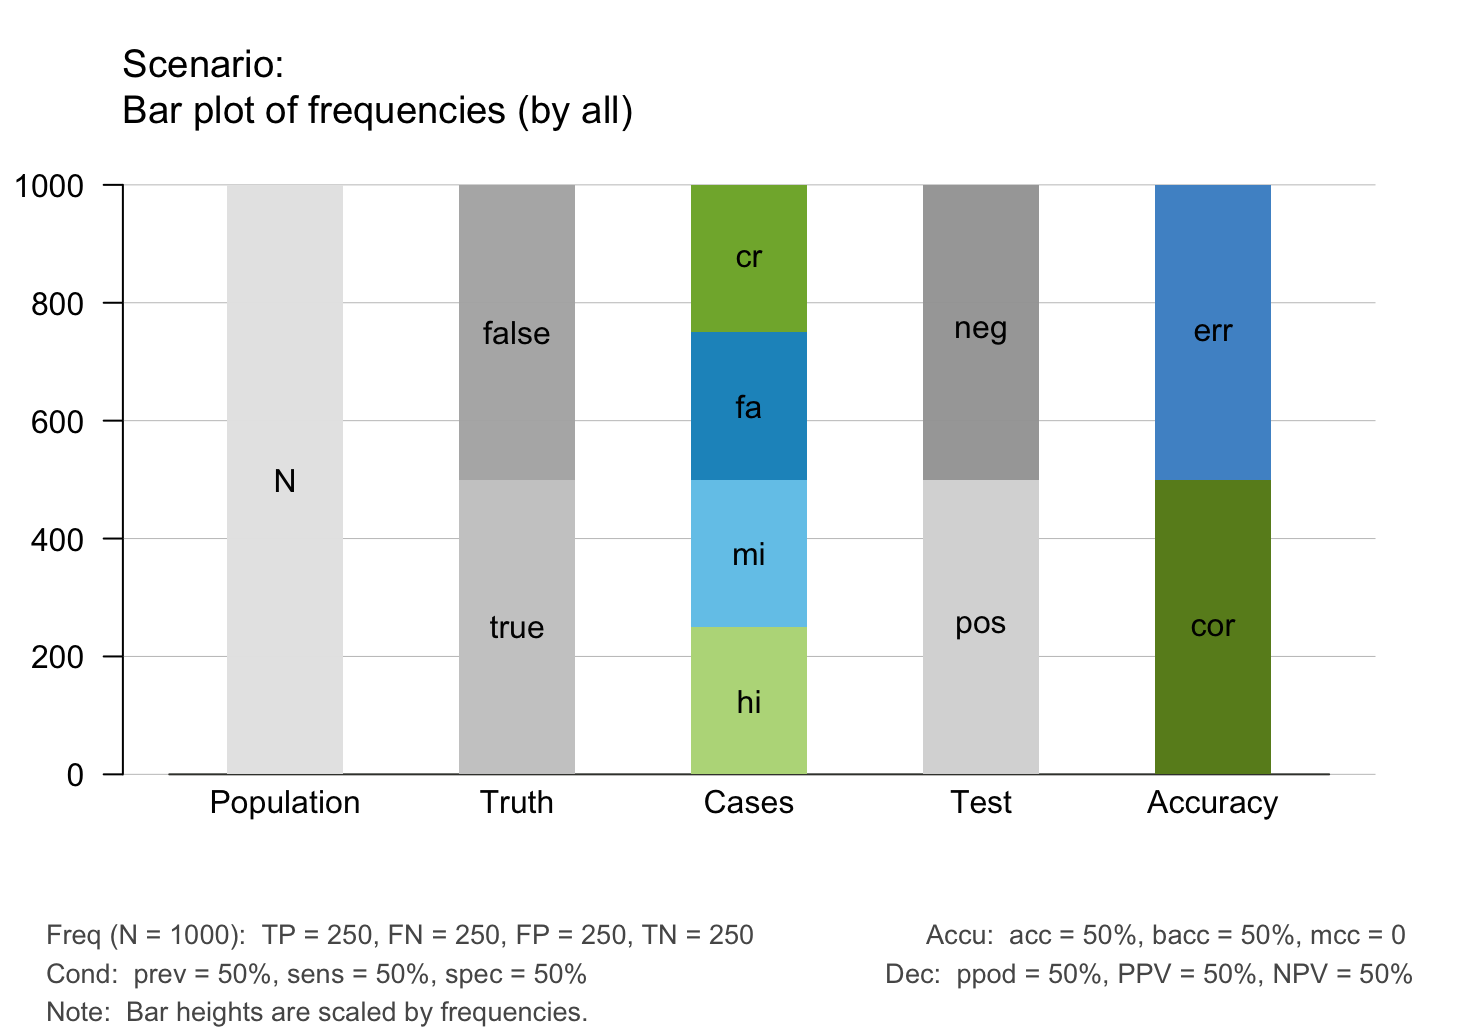 Scenario:
Bar plot of frequencies (by all)
1000
800
600
400
200
0
N
false
true
cr
fa
mi
hi
neg
pos
err
cor
Population
Truth
Cases
Test
Accuracy
Freq (N = 1000):  TP = 250, FN = 250, FP = 250, TN = 250
Cond:  prev = 50%, sens = 50%, spec = 50%
Note:  Bar heights are scaled by frequencies.
Accu:  acc = 50%, bacc = 50%, mcc = 0
Dec:  ppod = 50%, PPV = 50%, NPV = 50%